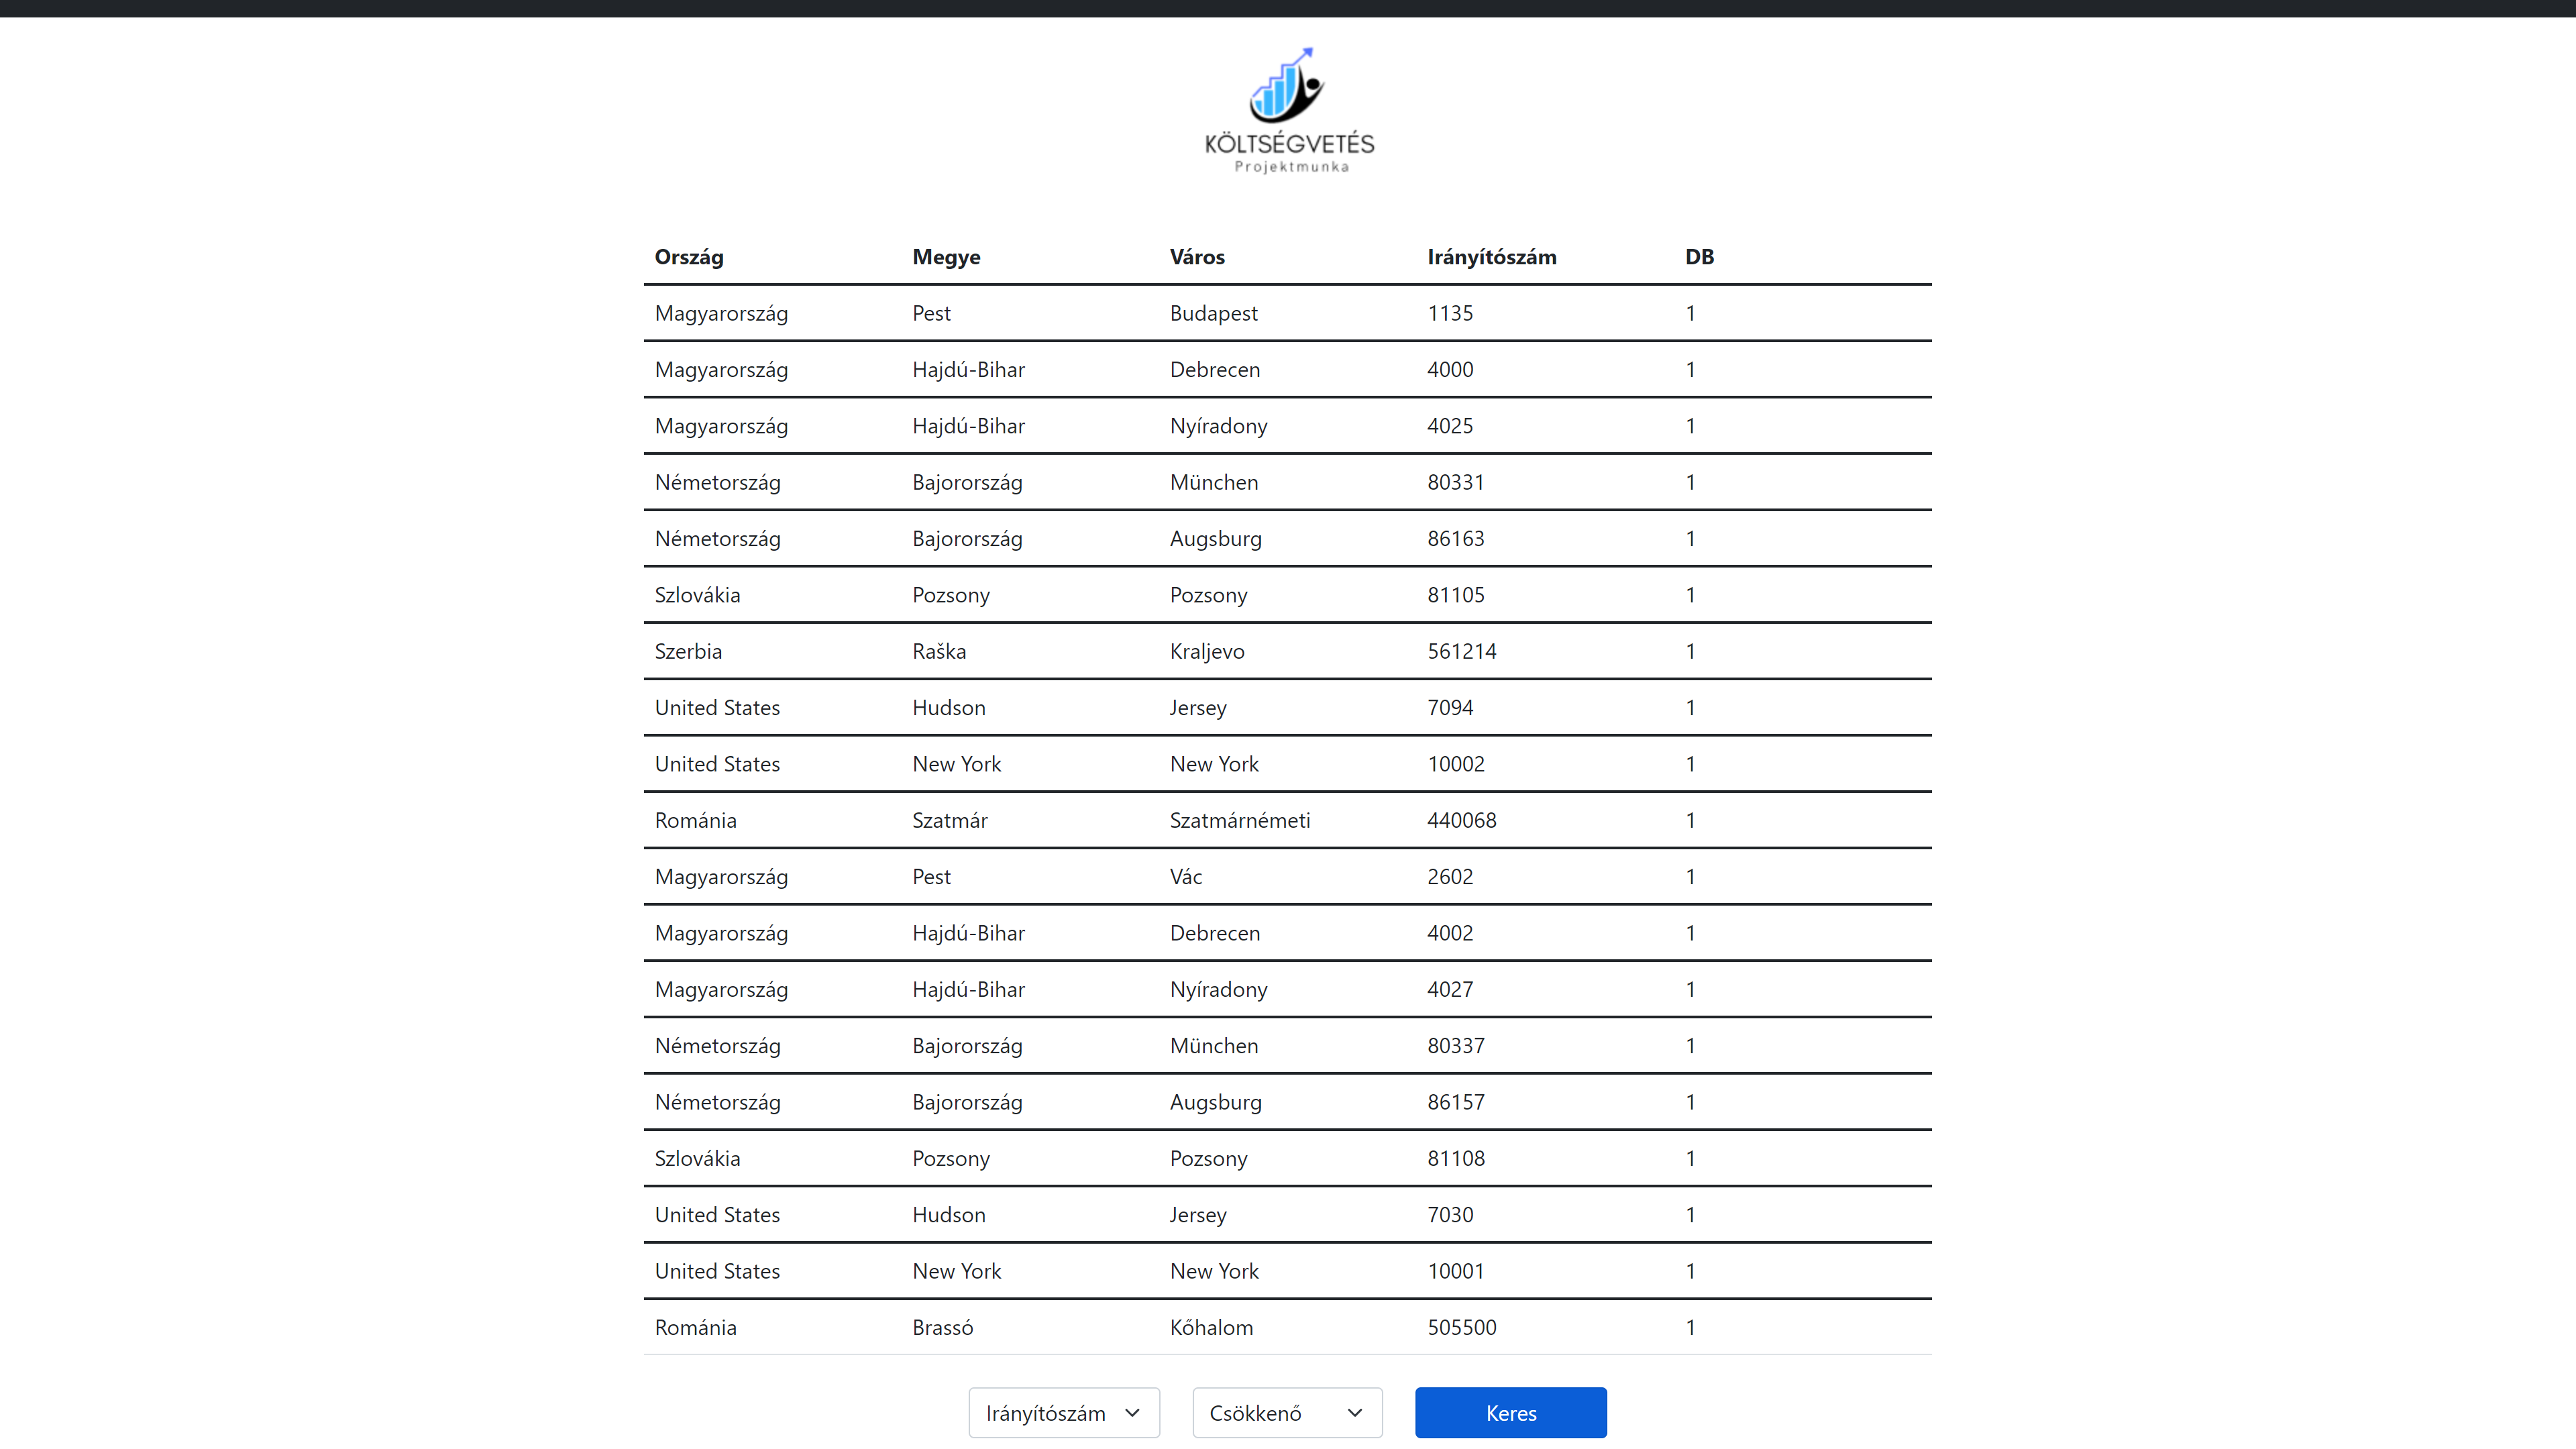 KÖLTSÉGVETÉS
Projektmunka
Ország Megye Város Irányítószám DB
Magyarország Pest Budapest 1135 1
Magyarország Hajdú-Bihar Debrecen 4000 1
Magyarország Hajdú-Bihar Nyíradony 4025 1
Németország Bajorország München 80331 1
Németország Bajorország Augsburg 86163 1
Szlovákia Pozsony Pozsony 81105 1
Szerbia Raška Kraljevo 561214 1
United States Hudson Jersey 7094 1
United States New York New York 10002 1
Románia Szatmár Szatmárnémeti 440068 1
Magyarország Pest Vác 2602 1
Magyarország Hajdú-Bihar Debrecen 4002 1
Magyarország Hajdú-Bihar Nyíradony 4027 1
Németország Bajorország München 80337 1
Németország Bajorország Augsburg 86157 1
Szlovákia Pozsony Pozsony 81108 1
United States Hudson Jersey 7030 1
United States New York New York 10001 1
Románia Brassó Kőhalom 505500 1
Irányítószám Csökkenő Keres